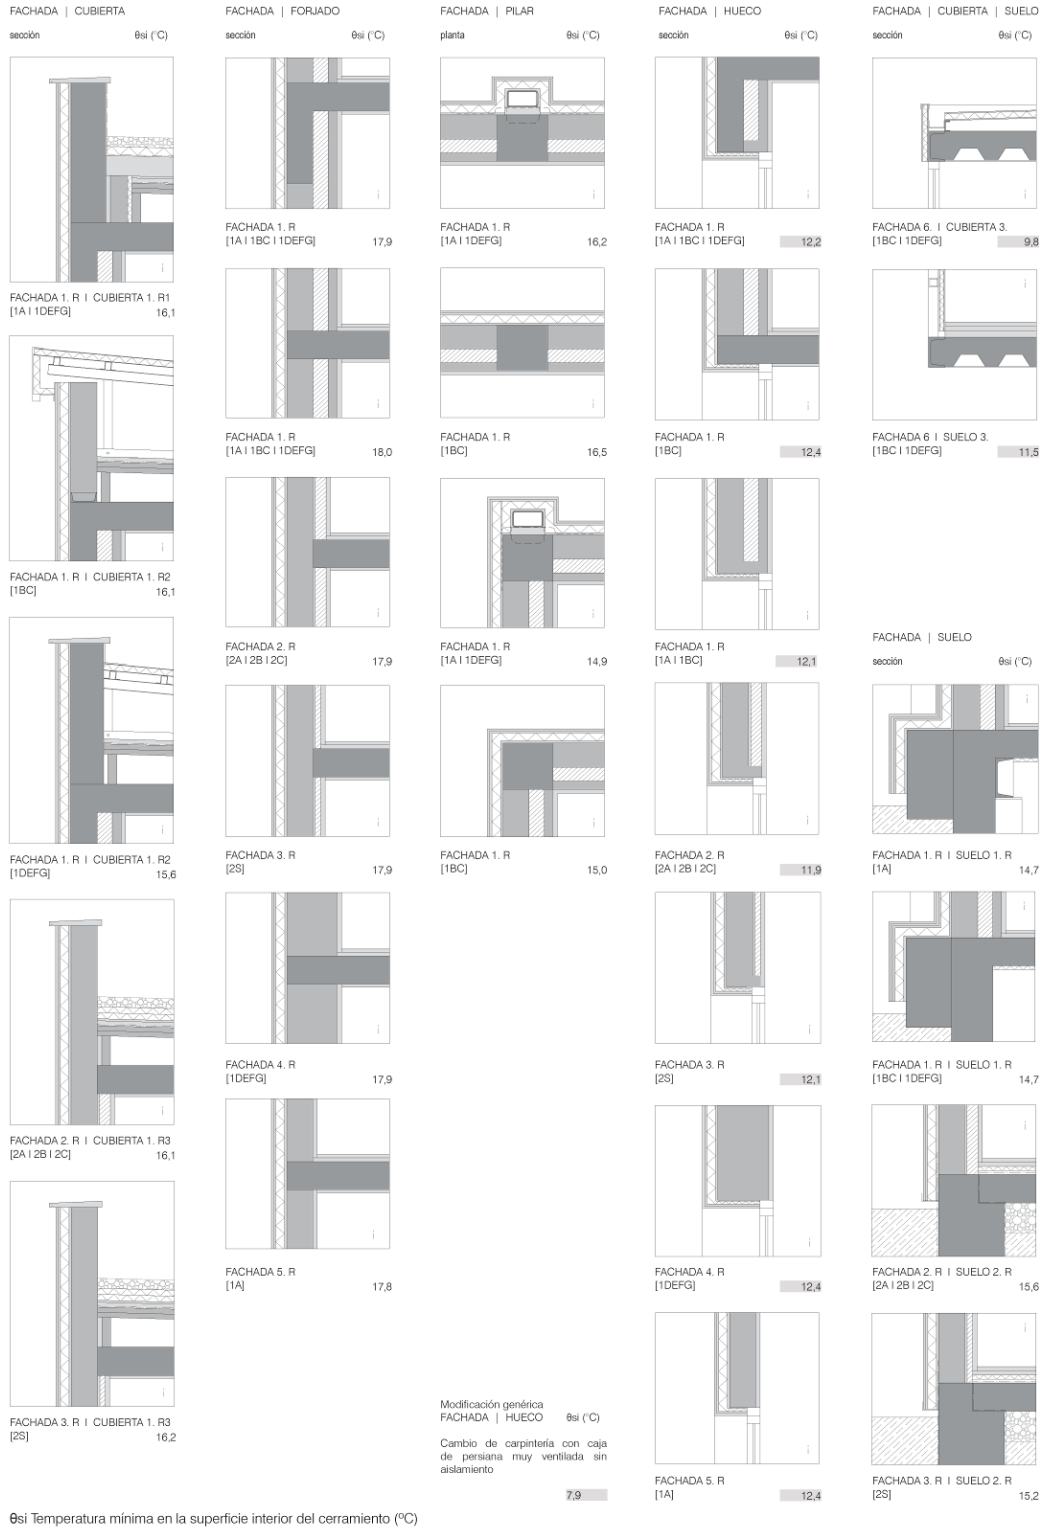 FACHADA | CUBIERTA
sección θsi (°C)
FACHADA 1. R I CUBIERTA 1. R1
[1A I 1DEFG] 16,1
FACHADA 1. R I CUBIERTA 1. R2
[1BC] 16,1
FACHADA 1. R I CUBIERTA 1. R2
[1DEFG] 15,6
FACHADA 2. R I CUBIERTA 1. R3
[2A I 2B I 2C] 16,1
FACHADA 3. R I CUBIERTA 1. R3
[2S] 16,2
FACHADA | FORJADO
sección θsi (°C)
FACHADA 1. R
[1A I 1BC I 1DEFG] 17,9
FACHADA 1. R
[1A I 1BC I 1DEFG] 18,0
FACHADA 2. R
[2A I 2B I 2C] 17,9
FACHADA 3. R
[2S] 17,9
FACHADA 4. R
[1DEFG] 17,9
FACHADA 5. R
[1A] 17,8
FACHADA | PILAR
planta θsi (°C)
FACHADA 1. R
[1A I 1DEFG] 16,2
FACHADA 1. R
[1BC] 16,5
FACHADA 1. R
[1A I 1DEFG] 14,9
FACHADA 1. R
[1BC] 15,0
Modificación genérica
FACHADA | HUECO θsi (°C)
Cambio de carpintería con caja
de persiana muy ventilada sin
aislamiento
7,9
FACHADA | HUECO
sección θsi (°C)
FACHADA 1. R
[1A I 1BC I 1DEFG] 12,2
FACHADA 1. R
[1BC] 12,4
FACHADA 1. R
[1A I 1BC] 12,1
FACHADA 2. R
[2A I 2B I 2C] 11,9
FACHADA 3. R
[2S] 12,1
FACHADA 4. R
[1DEFG] 12,4
FACHADA 5. R
[1A] 12,4
FACHADA | CUBIERTA | SUELO
sección θsi (°C)
FACHADA 6. I CUBIERTA 3.
[1BC I 1DEFG] 9,8
FACHADA 6 I SUELO 3.
[1BC I 1DEFG] 11,5
FACHADA | SUELO
sección θsi (°C)
FACHADA 1. R I SUELO 1. R
[1A] 14,7
FACHADA 1. R I SUELO 1. R
[1BC I 1DEFG] 14,7
FACHADA 2. R I SUELO 2. R
[2A I 2B I 2C] 15,6
FACHADA 3. R I SUELO 2. R
[2S] 15,2
θsi Temperatura mínima en la superficie interior del cerramiento (ºC)